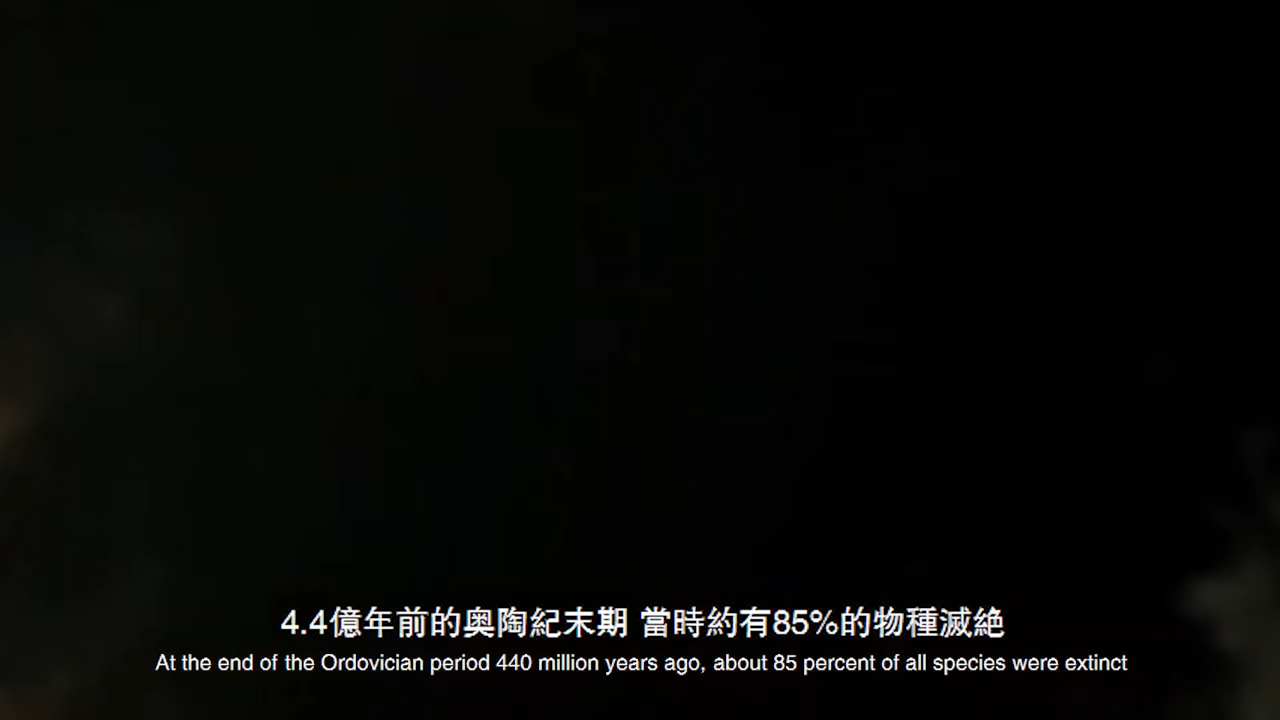 4.4億年前的奧陶紀末期 當時約有85%的物種滅絶
At the end of the Ordovician period 440 million years ago, about 85 percent of all species were extinct